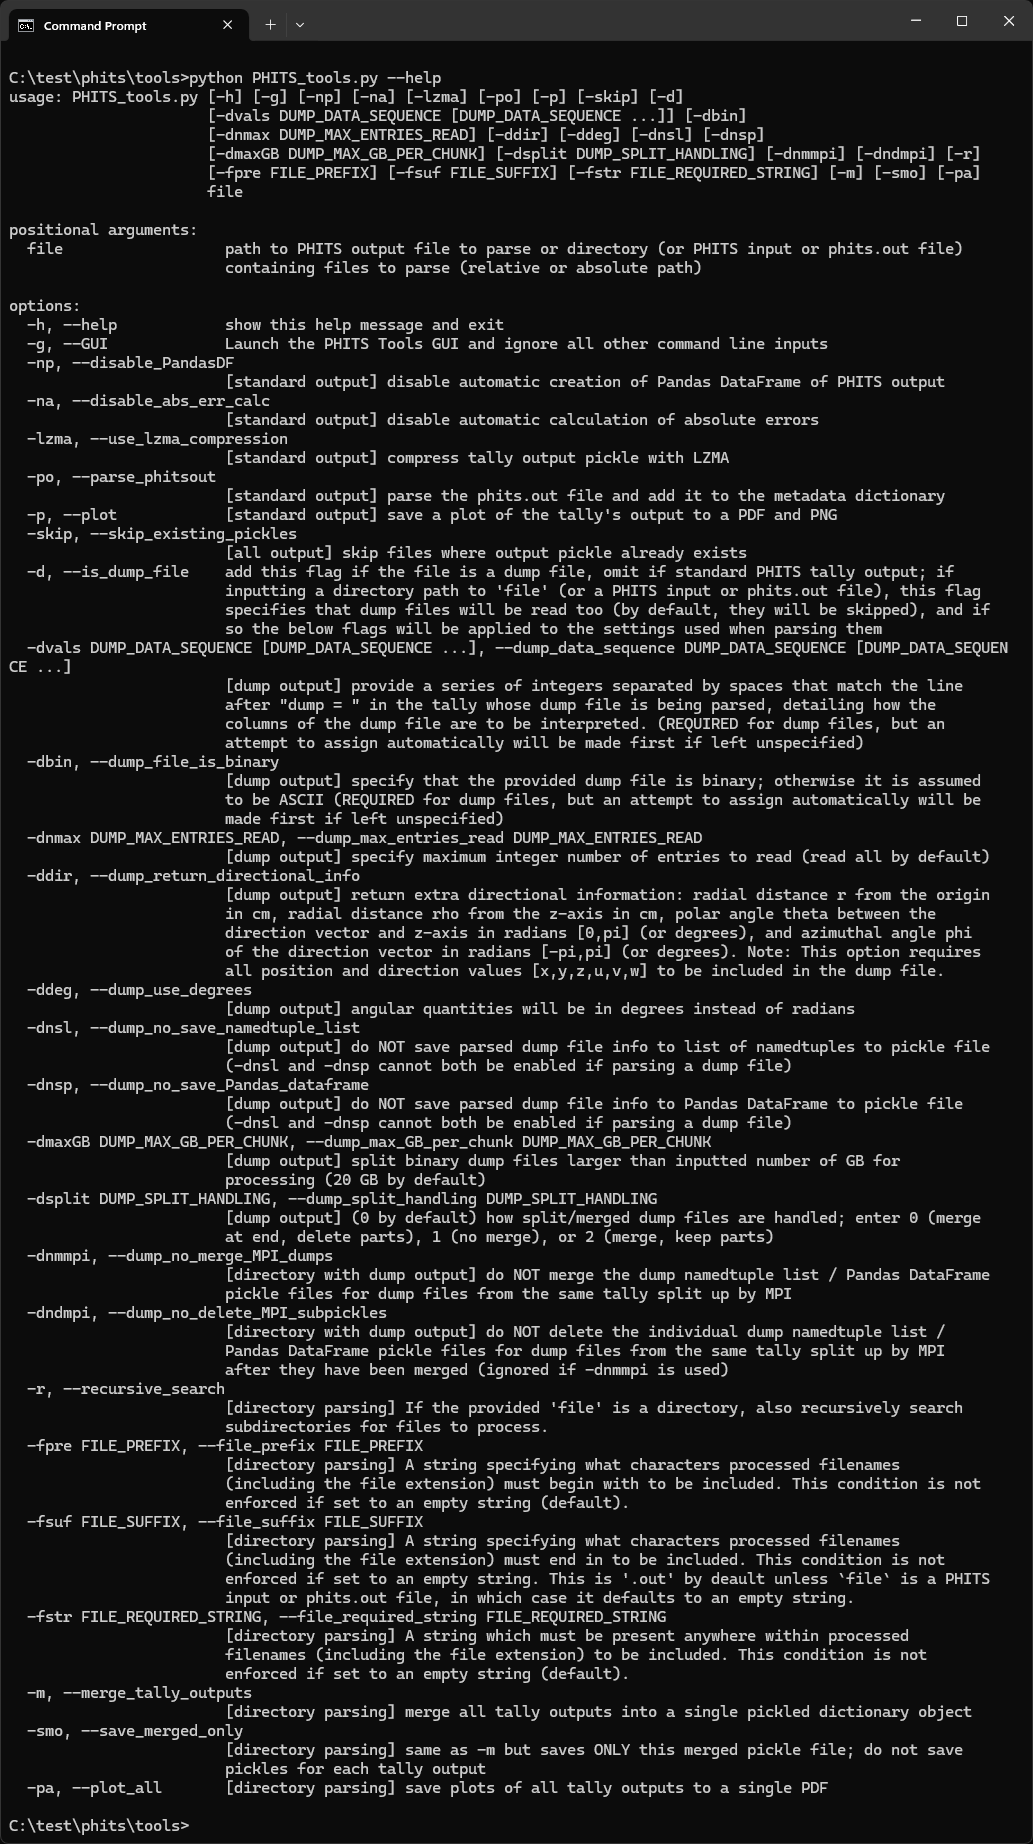 Command Prompt
C:\test\phits\tools>python PHITS_tools.py --help
usage: PHITS_tools.py [-h] [-g] [-np] [-na] [-lzma] [-po] [-p] [-skip] [-d]
[-dvals DUMP_DATA_SEQUENCE [DUMP_DATA_SEQUENCE ...]] [-dbin]
[-dnmax DUMP_MAX_ENTRIES_READ] [-ddir] [-ddeg] [-dnsl] [-dnsp]
[-dmaxGB DUMP_MAX_GB_PER_CHUNK] [-dsplit DUMP_SPLIT_HANDLING] [-dnmmpi] [-dndmpi] [-r]
[-fpre FILE_PREFIX] [-fsuf FILE_SUFFIX] [-fstr FILE_REQUIRED_STRING] [-m] [-smo] [-pa]
file
positional arguments:
file path to PHITS output file to parse or directory (or PHITS input or phits.out file)
containing files to parse (relative or absolute path)
options:
-h, --help show this help message and exit
-g, --GUI Launch the PHITS Tools GUI and ignore all other command line inputs
-np, --disable_PandasDF
[standard output] disable automatic creation of Pandas DataFrame of PHITS output
-na, --disable_abs_err_calc
[standard output] disable automatic calculation of absolute errors
-lzma, --use_lzma_compression
[standard output] compress tally output pickle with LZMA
-po, --parse_phitsout
[standard output] parse the phits.out file and add it to the metadata dictionary
-p, --plot [standard output] save a plot of the tally's output to a PDF and PNG
-skip, --skip_existing_pickles
[all output] skip files where output pickle already exists
-d, --is_dump_file add this flag if the file is a dump file, omit if standard PHITS tally output; if
inputting a directory path to 'file' (or a PHITS input or phits.out file), this flag
specifies that dump files will be read too (by default, they will be skipped), and if
so the below flags will be applied to the settings used when parsing them
-dvals DUMP_DATA_SEQUENCE [DUMP_DATA_SEQUENCE ...], --dump_data_sequence DUMP_DATA_SEQUENCE [DUMP_DATA_SEQUEN
CE ...]
[dump output] provide a series of integers separated by spaces that match the line
after "dump = " in the tally whose dump file is being parsed, detailing how the
columns of the dump file are to be interpreted. (REQUIRED for dump files, but an
attempt to assign automatically will be made first if left unspecified)
-dbin, --dump_file_is_binary
[dump output] specify that the provided dump file is binary; otherwise it is assumed
to be ASCII (REQUIRED for dump files, but an attempt to assign automatically will be
made first if left unspecified)
-dnmax DUMP_MAX_ENTRIES_READ, --dump_max_entries_read DUMP_MAX_ENTRIES_READ
[dump output] specify maximum integer number of entries to read (read all by default)
-ddir, --dump_return_directional_info
[dump output] return extra directional information: radial distance r from the origin
in cm, radial distance rho from the z-axis in cm, polar angle theta between the
direction vector and z-axis in radians [0,pi] (or degrees), and azimuthal angle phi
of the direction vector in radians [-pi,pi] (or degrees). Note: This option requires
all position and direction values [x,y,z,u,v,w] to be included in the dump file.
-ddeg, --dump_use_degrees
[dump output] angular quantities will be in degrees instead of radians
-dnsl, --dump_no_save_namedtuple_list
[dump output] do NOT save parsed dump file info to list of namedtuples to pickle file
(-dnsl and -dnsp cannot both be enabled if parsing a dump file)
-dnsp, --dump_no_save_Pandas_dataframe
[dump output] do NOT save parsed dump file info to Pandas DataFrame to pickle file
(-dnsl and -dnsp cannot both be enabled if parsing a dump file)
-dmaxGB DUMP_MAX_GB_PER_CHUNK, --dump_max_GB_per_chunk DUMP_MAX_GB_PER_CHUNK
[dump output] split binary dump files larger than inputted number of GB for
processing (20 GB by default)
-dsplit DUMP_SPLIT_HANDLING, --dump_split_handling DUMP_SPLIT_HANDLING
[dump output] (0 by default) how split/merged dump files are handled; enter 0 (merge
at end, delete parts), 1 (no merge), or 2 (merge, keep parts)
-dnmmpi, --dump_no_merge_MPI_dumps
[directory with dump output] do NOT merge the dump namedtuple list / Pandas DataFrame
pickle files for dump files from the same tally split up by MPI
-dndmpi, --dump_no_delete_MPI_subpickles
[directory with dump output] do NOT delete the individual dump namedtuple list /
Pandas DataFrame pickle files for dump files from the same tally split up by MPI
after they have been merged (ignored if -dnmmpi is used)
-r, --recursive_search
[directory parsing] If the provided 'file' is a directory, also recursively search
subdirectories for files to process.
-fpre FILE_PREFIX, --file_prefix FILE_PREFIX
[directory parsing] A string specifying what characters processed filenames
(including the file extension) must begin with to be included. This condition is not
enforced if set to an empty string (default).
-fsuf FILE_SUFFIX, --file_suffix FILE_SUFFIX
[directory parsing] A string specifying what characters processed filenames
(including the file extension) must end in to be included. This condition is not
enforced if set to an empty string. This is '.out' by deault unless `file` is a PHITS
input or phits.out file, in which case it defaults to an empty string.
-fstr FILE_REQUIRED_STRING, --file_required_string FILE_REQUIRED_STRING
[directory parsing] A string which must be present anywhere within processed
filenames (including the file extension) to be included. This condition is not
enforced if set to an empty string (default).
-m, --merge_tally_outputs
[directory parsing] merge all tally outputs into a single pickled dictionary object
-smo, --save_merged_only
[directory parsing] same as -m but saves ONLY this merged pickle file; do not save
pickles for each tally output
-pa, --plot_all [directory parsing] save plots of all tally outputs to a single PDF
C:\test\phits\tools>